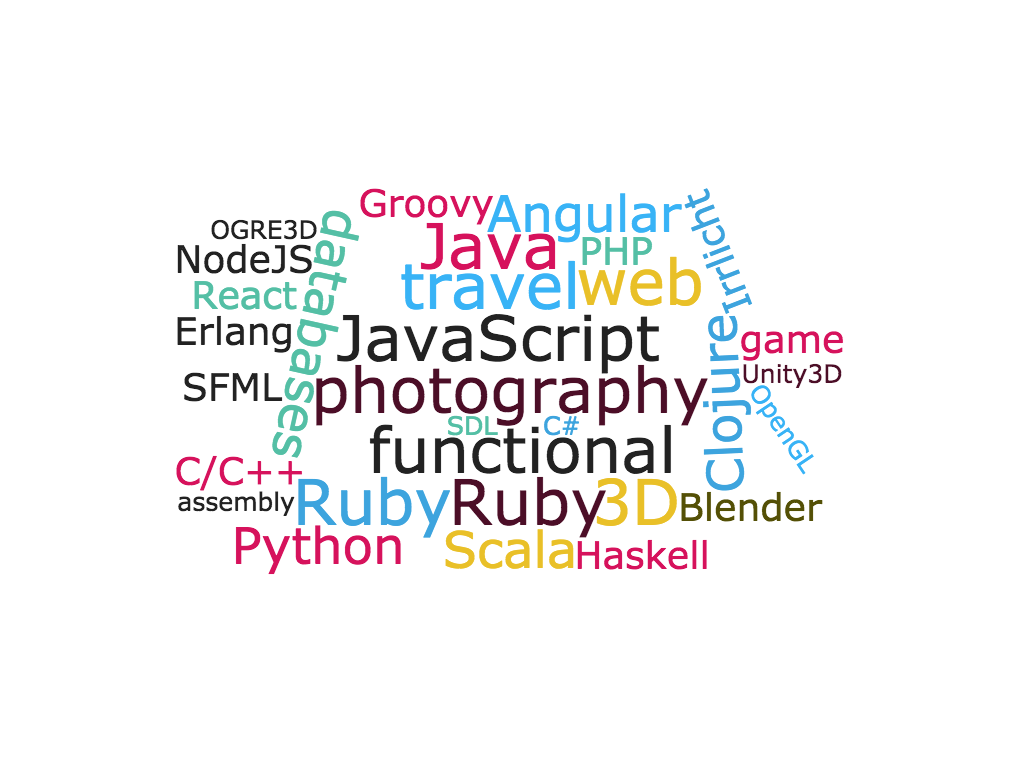 Groovy
Angular
Irrlicht
OGRE3D
databases
Java
PHP
NodeJS
travel
web
React
Erlang
JavaScript
Clojure
game
SFML
photography
Unity3D
OpenGL
SDL
C#
functional
C/C++
assembly
Ruby
Ruby
3D
Blender
Python
Scala
Haskell